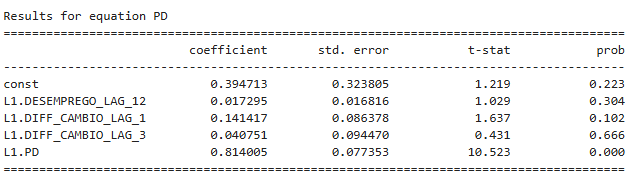 Results for equation PD
==========================================================================================
coefficient std. error t-stat prob
------------------------------------------------------------------------------------------
const 0.394713 0.323805 1.219 0.223
L1.DESEMPREGO_LAG_12 0.017295 0.016816 1.029 0.304
L1.DIFF_CAMBIO_LAG_1 0.141417 0.086378 1.637 0.102
L1.DIFF_CAMBIO_LAG_3 0.040751 0.094470 0.431 0.666
L1.PD 0.814005 0.077353 10.523 0.000
==========================================================================================